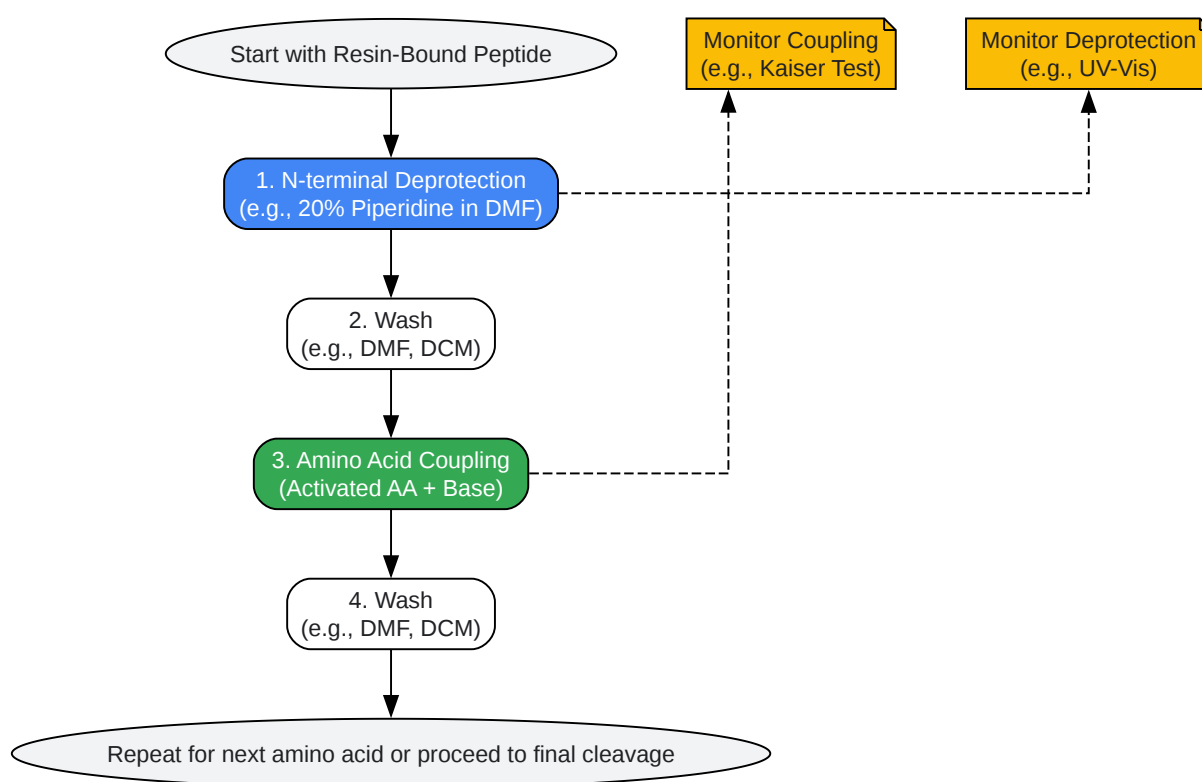 Start with Resin-Bound Peptide
Monitor Coupling
(e.g., Kaiser Test)
Monitor Deprotection
(e.g., UV-Vis)
1. N-terminal Deprotection
(e.g., 20% Piperidine in DMF)
2. Wash
(e.g., DMF, DCM)
3. Amino Acid Coupling
(Activated AA + Base)
4. Wash
(e.g., DMF, DCM)
Repeat for next amino acid or proceed to final cleavage